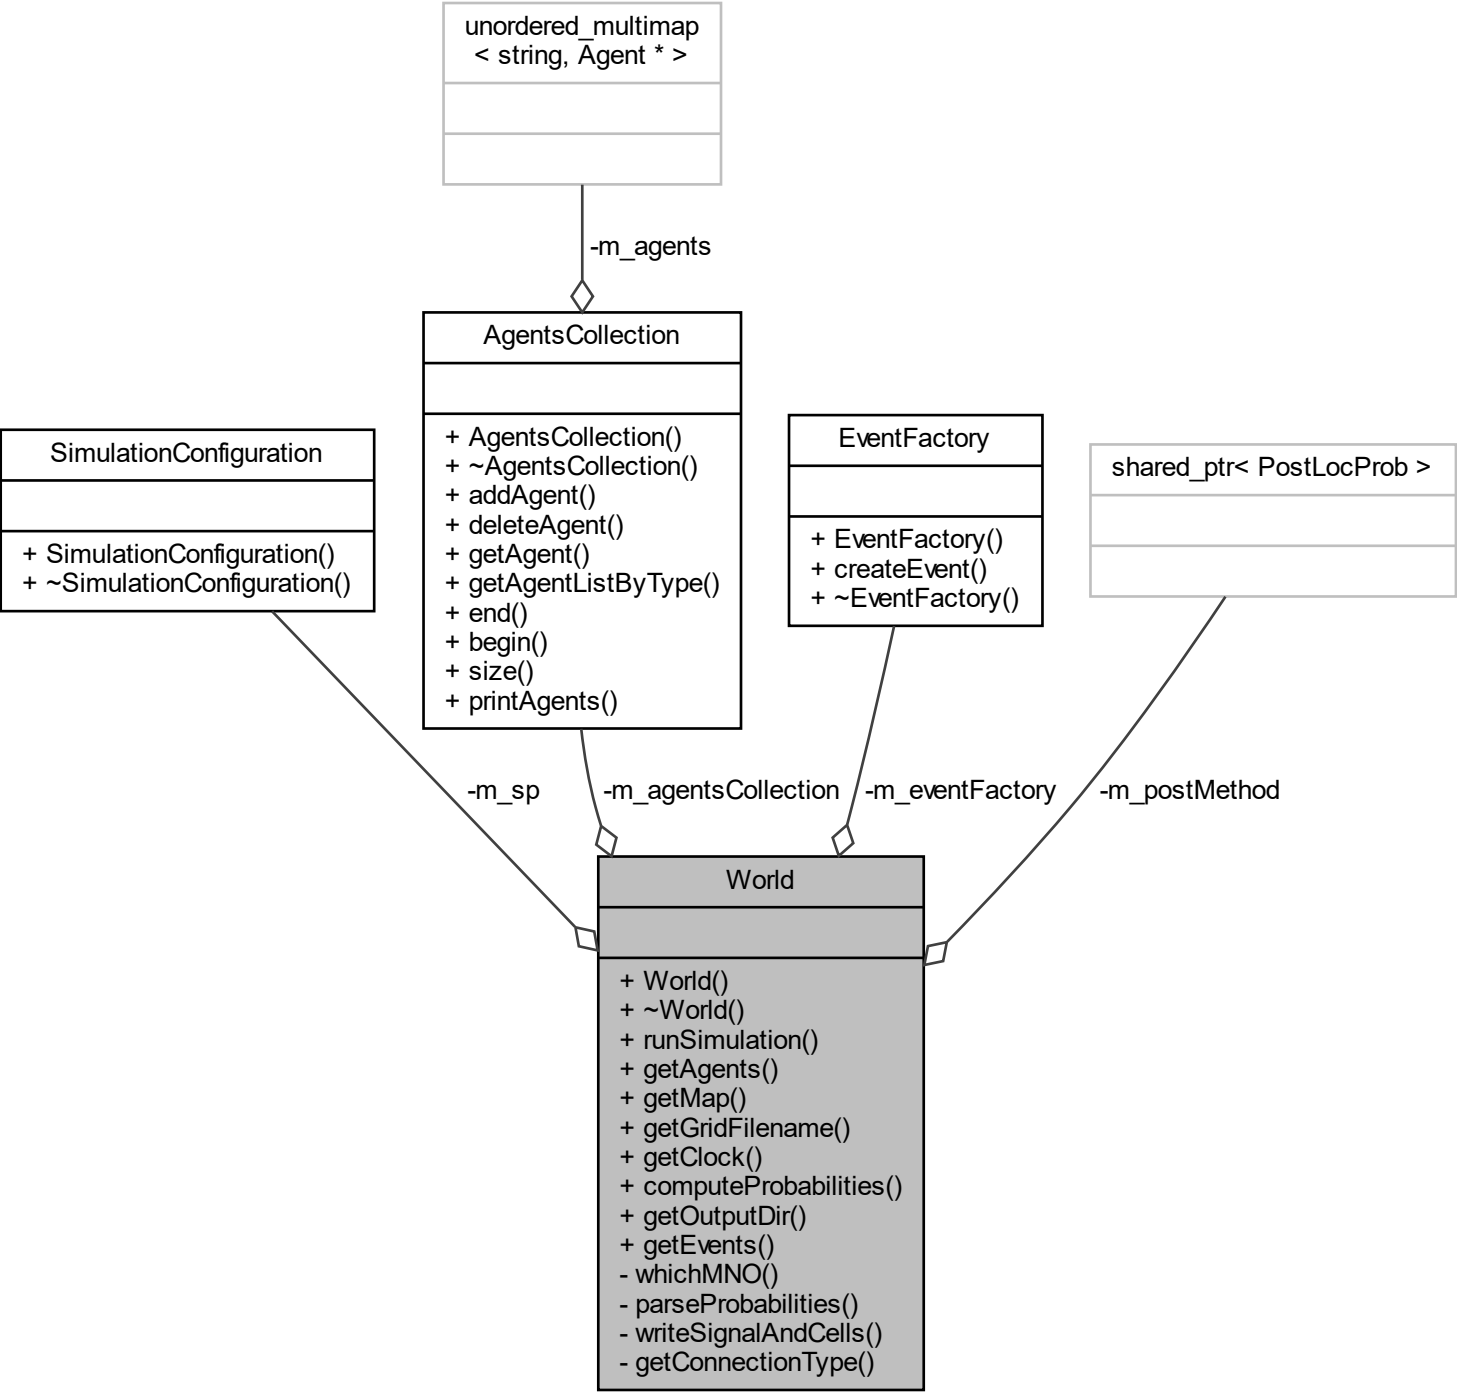 unordered_multimap
< string, Agent * >
-m_agents
AgentsCollection
+ AgentsCollection()
+ ~AgentsCollection()
+ addAgent()
+ deleteAgent()
+ getAgent()
+ getAgentListByType()
+ end()
+ begin()
+ size()
+ printAgents()
SimulationConfiguration
+ SimulationConfiguration()
+ ~SimulationConfiguration()
EventFactory
+ EventFactory()
+ createEvent()
+ ~EventFactory()
shared_ptr< PostLocProb >
-m_sp
-m_agentsCollection
-m_eventFactory
-m_postMethod
World
+ World()
+ ~World()
+ runSimulation()
+ getAgents()
+ getMap()
+ getGridFilename()
+ getClock()
+ computeProbabilities()
+ getOutputDir()
+ getEvents()
- whichMNO()
- parseProbabilities()
- writeSignalAndCells()
- getConnectionType()